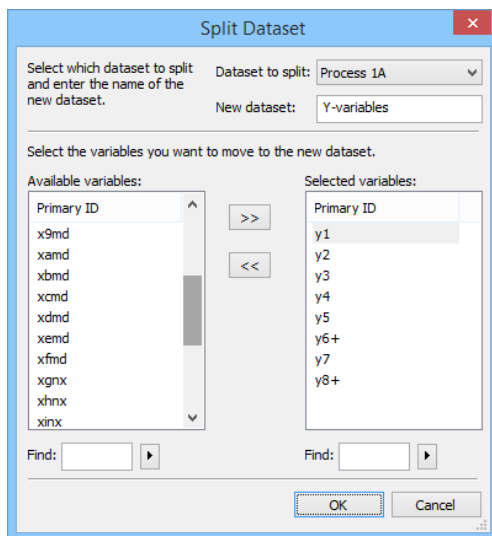 Split Dataset
Select which dataset to split
and enter the name of the
new dataset.
Dataset to split: Process 1A
New dataset: Y-variables
Select the variables you want to move to the new dataset.
Available variables:
Primary ID
x9md
xamd
xbmd
xcmd
xdmd
xemd
xfmd
xgnx
xhnx
xinx
>>
<<
Selected variables:
Primary ID
y1
y2
y3
y4
y5
y6+
y7
y8+
Find:
Find:
OK
Cancel